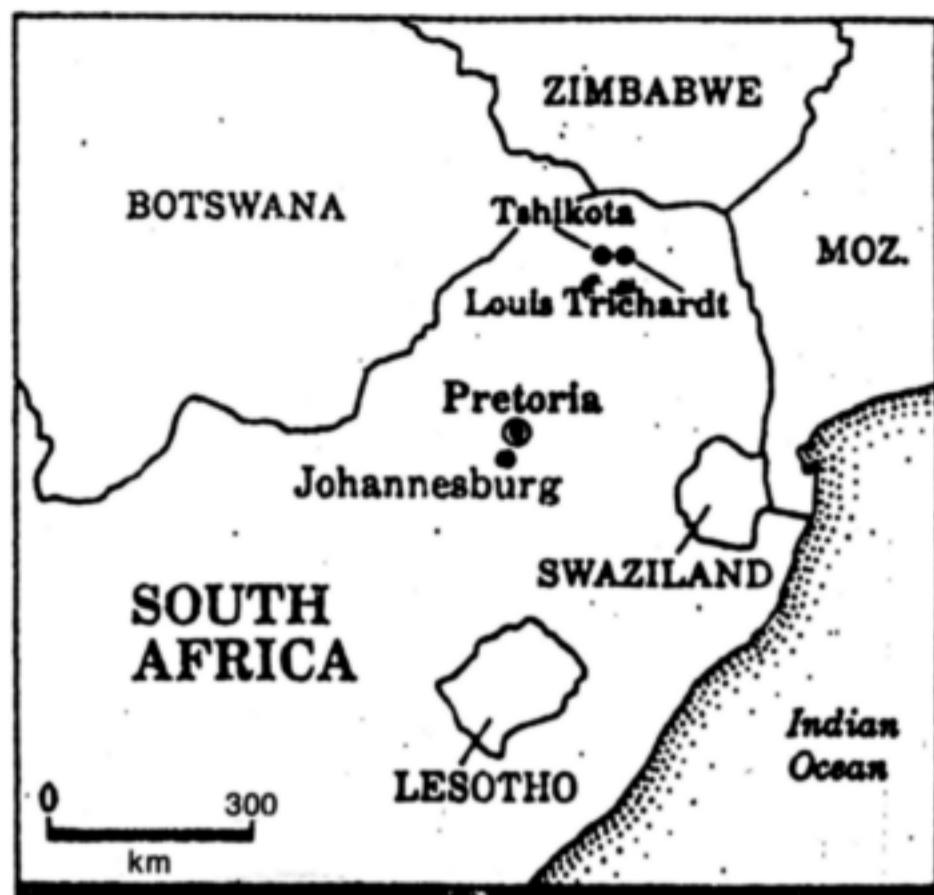 ZIMBABWE
BOTSWANA
Tshikota
MOZ.
Louis Trichardt
Pretoria
Johannesburg
SWAZILAND
SOUTH
AFRICA
Indian
Ocean
LESOTHO
0 300
km